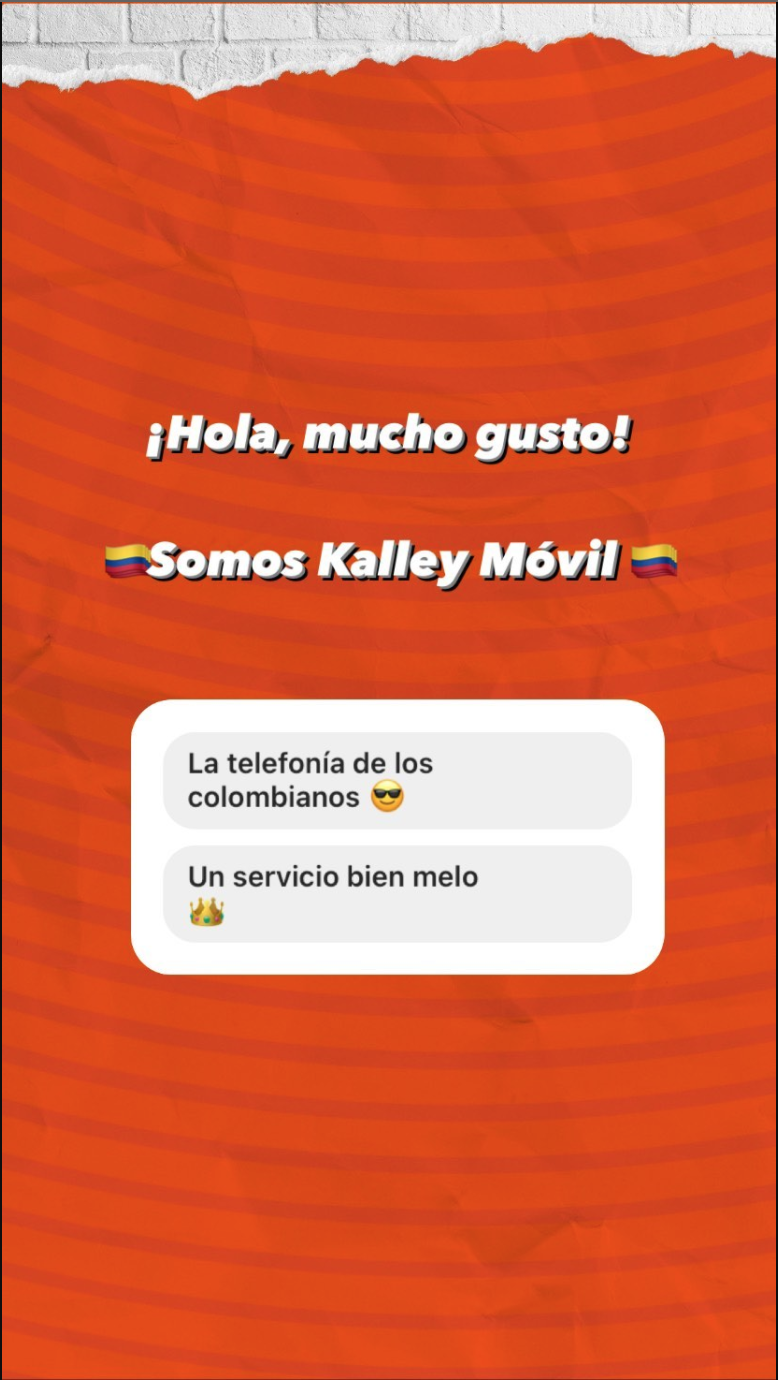 ¡Hola, mucho gusto!
🇨🇴Somos Kalley Móvil 🇨🇴
La telefonía de los
colombianos 😎
Un servicio bien melo
👑